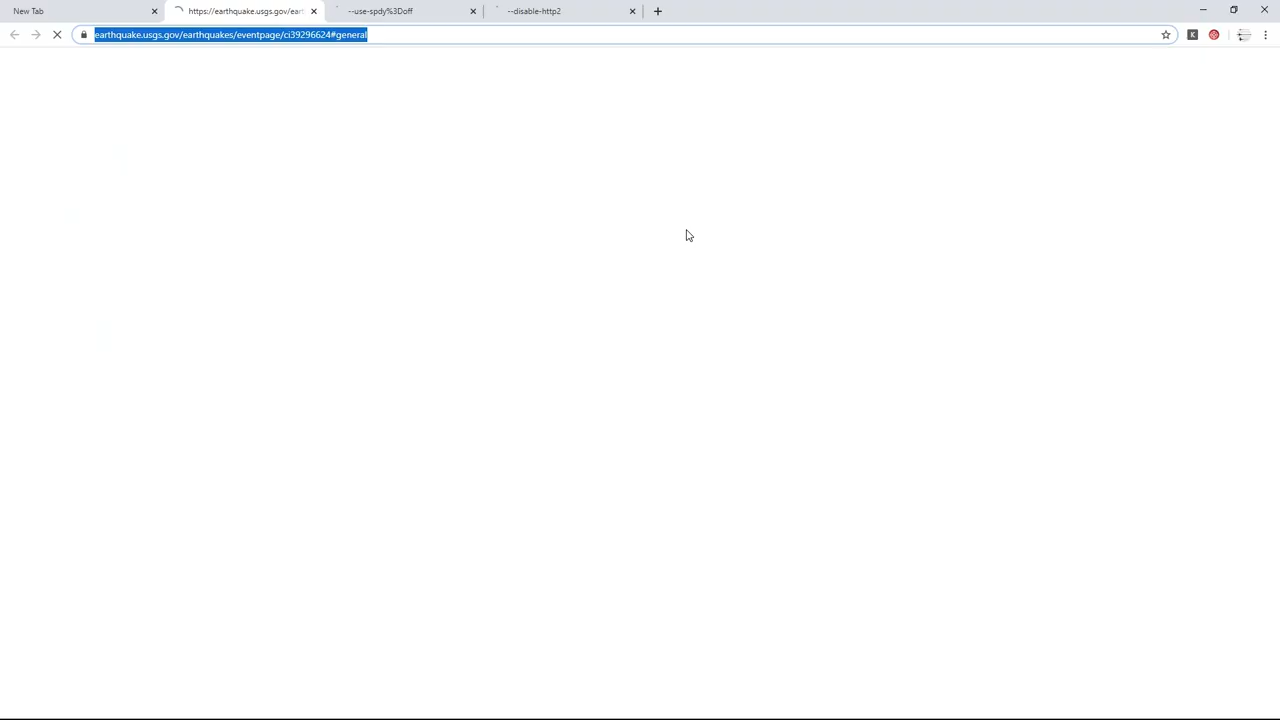 New Tab
https://earthquake.usgs.gov/eart
--use-spdy%3Doff
--disable-http2
earthquake.usgs.gov/earthquakes/eventpage/ci39296624#general
K